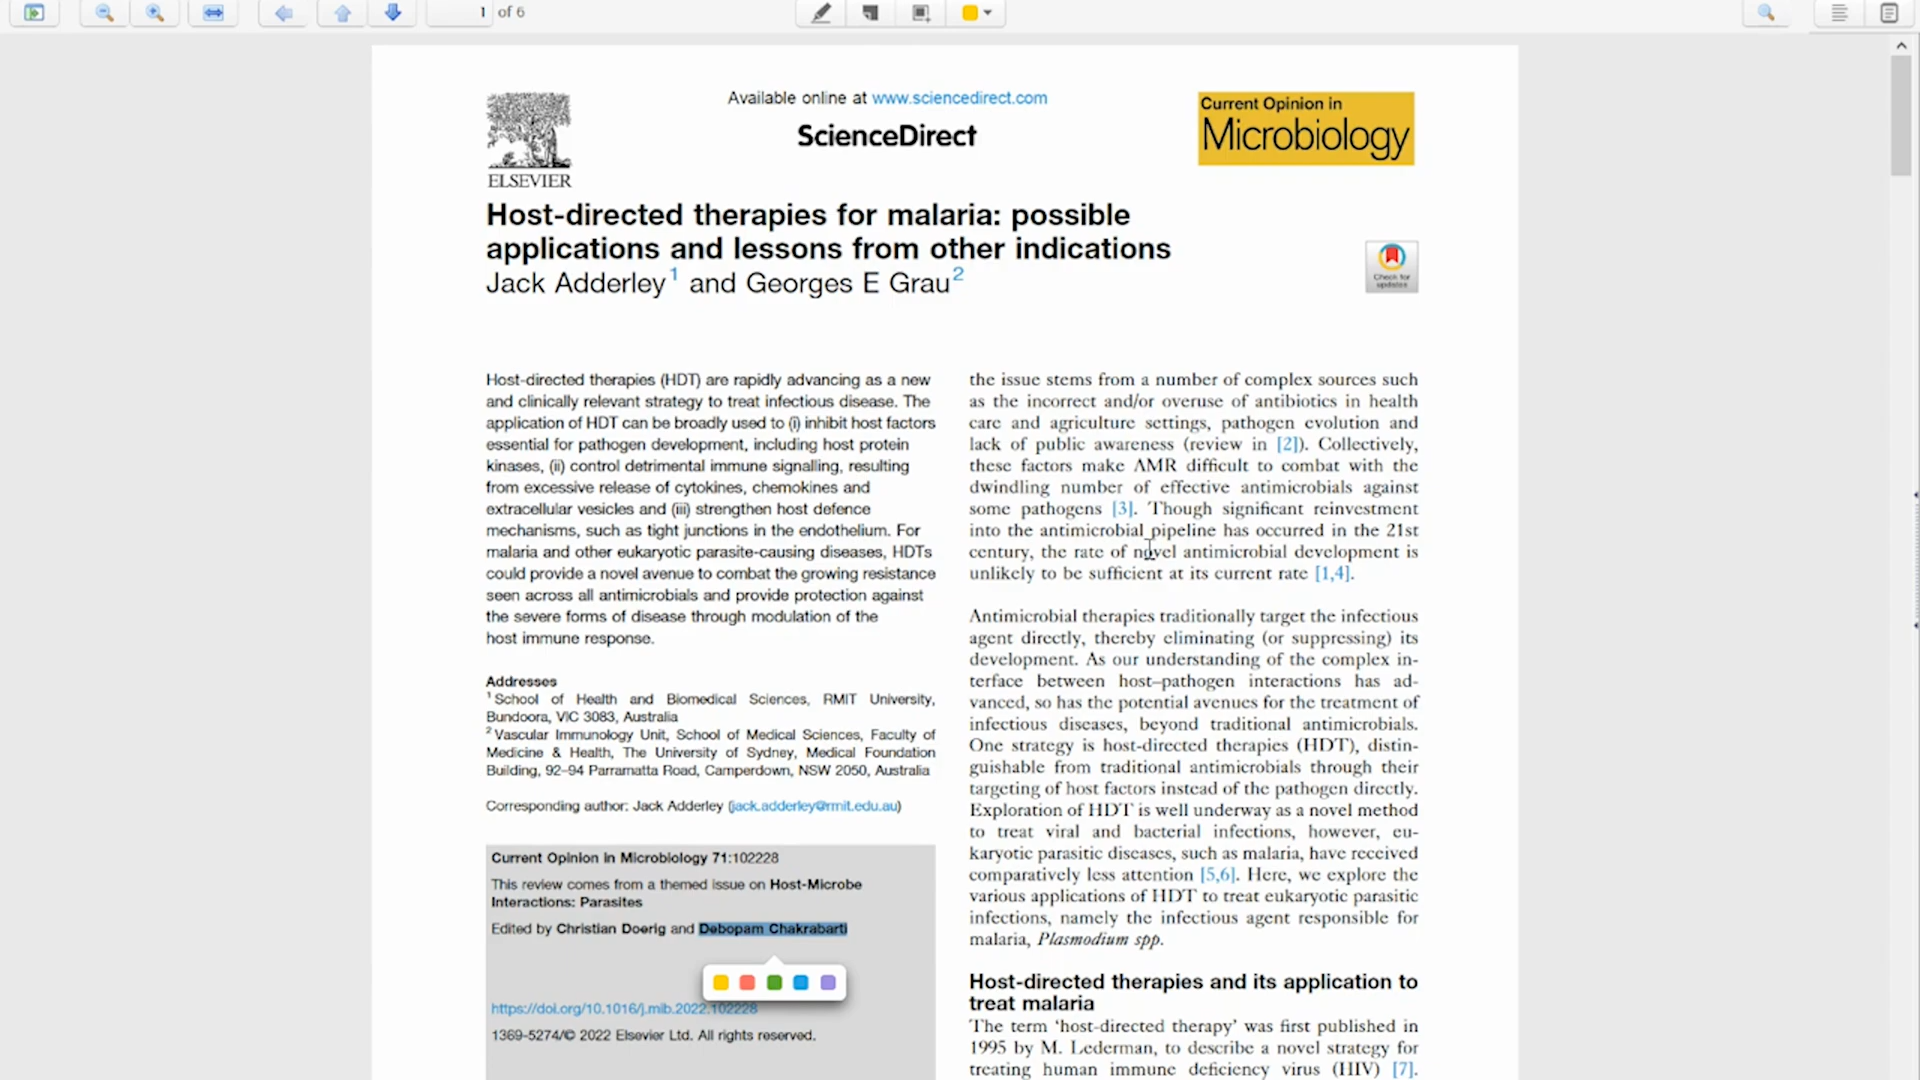 1 of 6
Available online at www.sciencedirect.com
ScienceDirect
ELSEVIER
Current Opinion in
Microbiology
Host-directed therapies for malaria: possible
applications and lessons from other indications
Jack Adderley1 and Georges E Grau2
Check for
updates
Host-directed therapies (HDT) are rapidly advancing as a new
and clinically relevant strategy to treat infectious disease. The
application of HDT can be broadly used to (i) inhibit host factors
essential for pathogen development, including host protein
kinases, (ii) control detrimental immune signalling, resulting
from excessive release of cytokines, chemokines and
extracellular vesicles and (iii) strengthen host defence
mechanisms, such as tight junctions in the endothelium. For
malaria and other eukaryotic parasite-causing diseases, HDTs
could provide a novel avenue to combat the growing resistance
seen across all antimicrobials and provide protection against
the severe forms of disease through modulation of the
host immune response.
Addresses
1 School of Health and Biomedical Sciences, RMIT University,
Bundoora, VIC 3083, Australia
2 Vascular Immunology Unit, School of Medical Sciences, Faculty of
Medicine & Health, The University of Sydney, Medical Foundation
Building, 92–94 Parramatta Road, Camperdown, NSW 2050, Australia
Corresponding author: Jack Adderley (jack.adderley@rmit.edu.au)
Current Opinion in Microbiology 71:102228
This review comes from a themed issue on Host-Microbe
Interactions: Parasites
Edited by Christian Doerig and Debopam Chakrabarti
https://doi.org/10.1016/j.mib.2022.102228
1369-5274/© 2022 Elsevier Ltd. All rights reserved.
the issue stems from a number of complex sources such
as the incorrect and/or overuse of antibiotics in health
care and agriculture settings, pathogen evolution and
lack of public awareness (review in [2]). Collectively,
these factors make AMR difficult to combat with the
dwindling number of effective antimicrobials against
some pathogens [3]. Though significant reinvestment
into the antimicrobial pipeline has occurred in the 21st
century, the rate of novel antimicrobial development is
unlikely to be sufficient at its current rate [1,4].
Antimicrobial therapies traditionally target the infectious
agent directly, thereby eliminating (or suppressing) its
development. As our understanding of the complex in-
terface between host–pathogen interactions has ad-
vanced, so has the potential avenues for the treatment of
infectious diseases, beyond traditional antimicrobials.
One strategy is host-directed therapies (HDT), distin-
guishable from traditional antimicrobials through their
targeting of host factors instead of the pathogen directly.
Exploration of HDT is well underway as a novel method
to treat viral and bacterial infections, however, eu-
karyotic parasitic diseases, such as malaria, have received
comparatively less attention [5,6]. Here, we explore the
various applications of HDT to treat eukaryotic parasitic
infections, namely the infectious agent responsible for
malaria, Plasmodium spp.
Host-directed therapies and its application to
treat malaria
The term ‘host-directed therapy’ was first published in
1995 by M. Lederman, to describe a novel strategy for
treating human immune deficiency virus (HIV) [7].